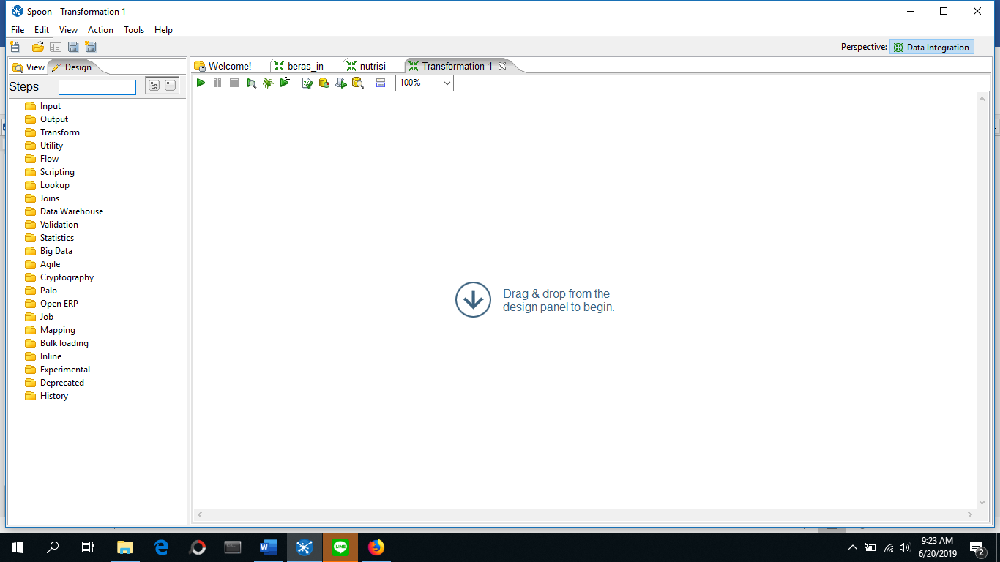 Spoon - Transformation 1
File Edit View Action Tools Help
Perspective: Data Integration
View Design
Welcome! beras_in nutrisi Transformation 1
Steps
100%
Input
Output
Transform
Utility
Flow
Scripting
Lookup
Joins
Data Warehouse
Validation
Statistics
Big Data
Agile
Cryptography
Palo
Open ERP
Job
Mapping
Bulk loading
Inline
Experimental
Deprecated
History
Drag & drop from the
design panel to begin.
LINE
9:23 AM
6/20/2019
2